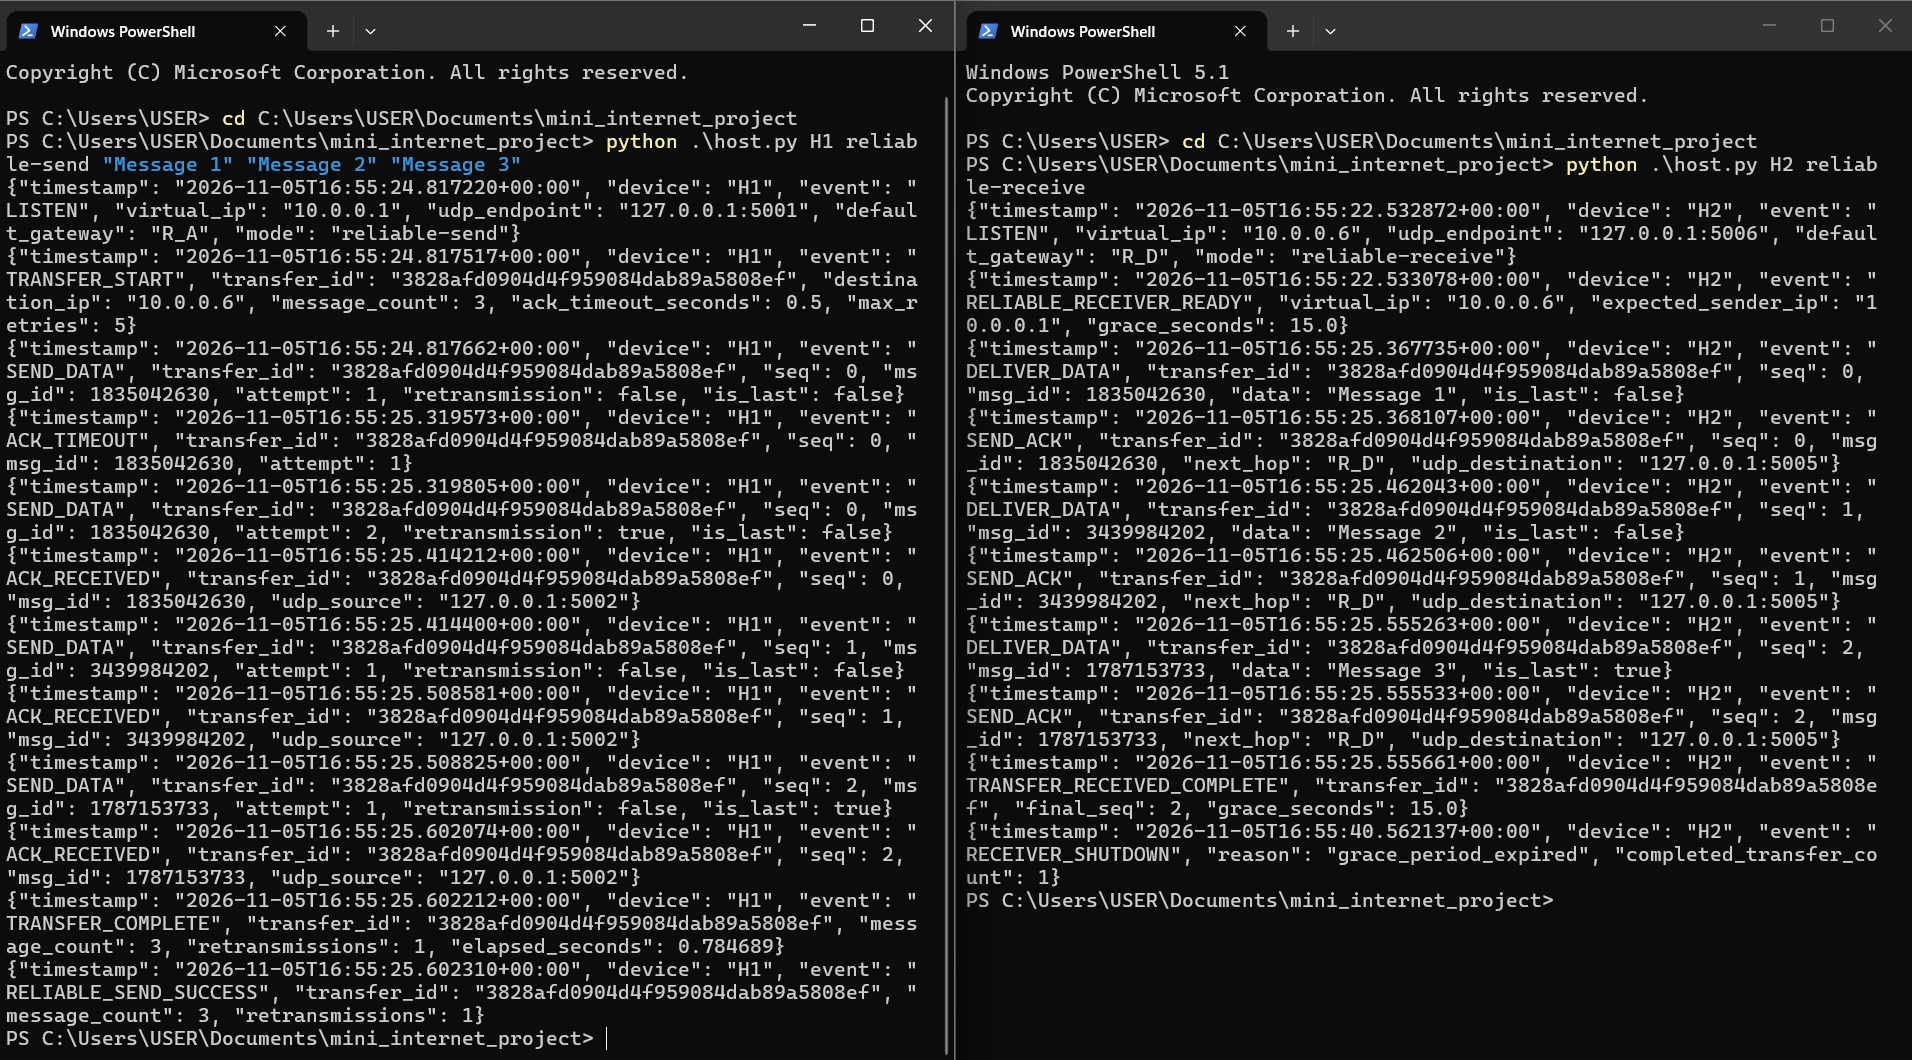 Windows PowerShell
Copyright (C) Microsoft Corporation. All rights reserved.
PS C:\Users\USER> cd C:\Users\USER\Documents\mini_internet_project
PS C:\Users\USER\Documents\mini_internet_project> python .\host.py H1 reliab
le-send "Message 1" "Message 2" "Message 3"
{"timestamp": "2026-11-05T16:55:24.817220+00:00", "device": "H1", "event": "
LISTEN", "virtual_ip": "10.0.0.1", "udp_endpoint": "127.0.0.1:5001", "defaul
t_gateway": "R_A", "mode": "reliable-send"}
{"timestamp": "2026-11-05T16:55:24.817517+00:00", "device": "H1", "event": "
TRANSFER_START", "transfer_id": "3828afd0904d4f959084dab89a5808ef", "destina
tion_ip": "10.0.0.6", "message_count": 3, "ack_timeout_seconds": 0.5, "max_r
etries": 5}
{"timestamp": "2026-11-05T16:55:24.817662+00:00", "device": "H1", "event": "
SEND_DATA", "transfer_id": "3828afd0904d4f959084dab89a5808ef", "seq": 0, "ms
g_id": 1835042630, "attempt": 1, "retransmission": false, "is_last": false}
{"timestamp": "2026-11-05T16:55:25.319573+00:00", "device": "H1", "event": "
ACK_TIMEOUT", "transfer_id": "3828afd0904d4f959084dab89a5808ef", "seq": 0, "
msg_id": 1835042630, "attempt": 1}
{"timestamp": "2026-11-05T16:55:25.319805+00:00", "device": "H1", "event": "
SEND_DATA", "transfer_id": "3828afd0904d4f959084dab89a5808ef", "seq": 0, "ms
g_id": 1835042630, "attempt": 2, "retransmission": true, "is_last": false}
{"timestamp": "2026-11-05T16:55:25.414212+00:00", "device": "H1", "event": "
ACK_RECEIVED", "transfer_id": "3828afd0904d4f959084dab89a5808ef", "seq": 0,
"msg_id": 1835042630, "udp_source": "127.0.0.1:5002"}
{"timestamp": "2026-11-05T16:55:25.414400+00:00", "device": "H1", "event": "
SEND_DATA", "transfer_id": "3828afd0904d4f959084dab89a5808ef", "seq": 1, "ms
g_id": 3439984202, "attempt": 1, "retransmission": false, "is_last": false}
{"timestamp": "2026-11-05T16:55:25.508581+00:00", "device": "H1", "event": "
ACK_RECEIVED", "transfer_id": "3828afd0904d4f959084dab89a5808ef", "seq": 1,
"msg_id": 3439984202, "udp_source": "127.0.0.1:5002"}
{"timestamp": "2026-11-05T16:55:25.508825+00:00", "device": "H1", "event": "
SEND_DATA", "transfer_id": "3828afd0904d4f959084dab89a5808ef", "seq": 2, "ms
g_id": 1787153733, "attempt": 1, "retransmission": false, "is_last": true}
{"timestamp": "2026-11-05T16:55:25.602074+00:00", "device": "H1", "event": "
ACK_RECEIVED", "transfer_id": "3828afd0904d4f959084dab89a5808ef", "seq": 2,
"msg_id": 1787153733, "udp_source": "127.0.0.1:5002"}
{"timestamp": "2026-11-05T16:55:25.602212+00:00", "device": "H1", "event": "
TRANSFER_COMPLETE", "transfer_id": "3828afd0904d4f959084dab89a5808ef", "mess
age_count": 3, "retransmissions": 1, "elapsed_seconds": 0.784689}
{"timestamp": "2026-11-05T16:55:25.602310+00:00", "device": "H1", "event": "
RELIABLE_SEND_SUCCESS", "transfer_id": "3828afd0904d4f959084dab89a5808ef", "
message_count": 3, "retransmissions": 1}
PS C:\Users\USER\Documents\mini_internet_project>
Windows PowerShell
Windows PowerShell 5.1
Copyright (C) Microsoft Corporation. All rights reserved.
PS C:\Users\USER> cd C:\Users\USER\Documents\mini_internet_project
PS C:\Users\USER\Documents\mini_internet_project> python .\host.py H2 reliab
le-receive
{"timestamp": "2026-11-05T16:55:22.532872+00:00", "device": "H2", "event": "
LISTEN", "virtual_ip": "10.0.0.6", "udp_endpoint": "127.0.0.1:5006", "defaul
t_gateway": "R_D", "mode": "reliable-receive"}
{"timestamp": "2026-11-05T16:55:22.533078+00:00", "device": "H2", "event": "
RELIABLE_RECEIVER_READY", "virtual_ip": "10.0.0.6", "expected_sender_ip": "1
0.0.0.1", "grace_seconds": 15.0}
{"timestamp": "2026-11-05T16:55:25.367735+00:00", "device": "H2", "event": "
DELIVER_DATA", "transfer_id": "3828afd0904d4f959084dab89a5808ef", "seq": 0,
"msg_id": 1835042630, "data": "Message 1", "is_last": false}
{"timestamp": "2026-11-05T16:55:25.368107+00:00", "device": "H2", "event": "
SEND_ACK", "transfer_id": "3828afd0904d4f959084dab89a5808ef", "seq": 0, "msg
_id": 1835042630, "next_hop": "R_D", "udp_destination": "127.0.0.1:5005"}
{"timestamp": "2026-11-05T16:55:25.462043+00:00", "device": "H2", "event": "
DELIVER_DATA", "transfer_id": "3828afd0904d4f959084dab89a5808ef", "seq": 1,
"msg_id": 3439984202, "data": "Message 2", "is_last": false}
{"timestamp": "2026-11-05T16:55:25.462506+00:00", "device": "H2", "event": "
SEND_ACK", "transfer_id": "3828afd0904d4f959084dab89a5808ef", "seq": 1, "msg
_id": 3439984202, "next_hop": "R_D", "udp_destination": "127.0.0.1:5005"}
{"timestamp": "2026-11-05T16:55:25.555263+00:00", "device": "H2", "event": "
DELIVER_DATA", "transfer_id": "3828afd0904d4f959084dab89a5808ef", "seq": 2,
"msg_id": 1787153733, "data": "Message 3", "is_last": true}
{"timestamp": "2026-11-05T16:55:25.555533+00:00", "device": "H2", "event": "
SEND_ACK", "transfer_id": "3828afd0904d4f959084dab89a5808ef", "seq": 2, "msg
_id": 1787153733, "next_hop": "R_D", "udp_destination": "127.0.0.1:5005"}
{"timestamp": "2026-11-05T16:55:25.555661+00:00", "device": "H2", "event": "
TRANSFER_RECEIVED_COMPLETE", "transfer_id": "3828afd0904d4f959084dab89a5808e
f", "final_seq": 2, "grace_seconds": 15.0}
{"timestamp": "2026-11-05T16:55:40.562137+00:00", "device": "H2", "event": "
RECEIVER_SHUTDOWN", "reason": "grace_period_expired", "completed_transfer_co
unt": 1}
PS C:\Users\USER\Documents\mini_internet_project>